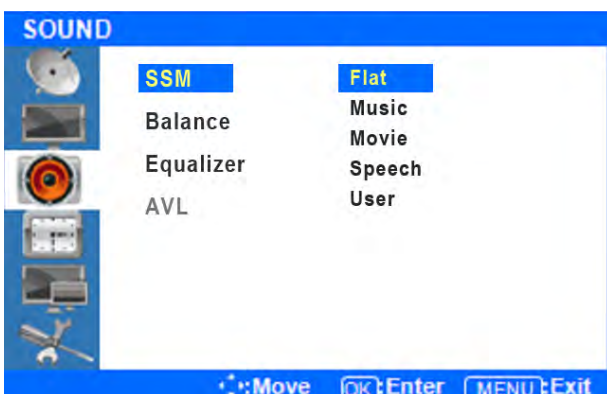 SOUND
SSM
Balance
Equalizer
AVL
Flat
Music
Movie
Speech
User
:Move OK:Enter MENU:Exit